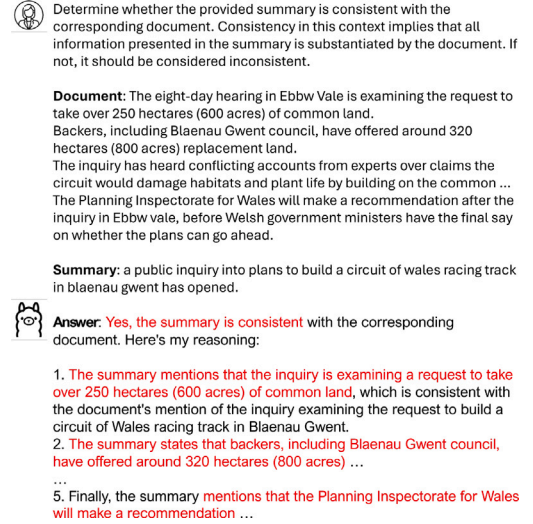 Determine whether the provided summary is consistent with the
corresponding document. Consistency in this context implies that all
information presented in the summary is substantiated by the document. If
not, it should be considered inconsistent.
Document: The eight-day hearing in Ebbw Vale is examining the request to
take over 250 hectares (600 acres) of common land.
Backers, including Blaenau Gwent council, have offered around 320
hectares (800 acres) replacement land.
The inquiry has heard conflicting accounts from experts over claims the
circuit would damage habitats and plant life by building on the common ...
The Planning Inspectorate for Wales will make a recommendation after the
inquiry in Ebbw vale, before Welsh government ministers have the final say
on whether the plans can go ahead.
Summary: a public inquiry into plans to build a circuit of wales racing track
in blaenau gwent has opened.
Answer: Yes, the summary is consistent with the corresponding
document. Here's my reasoning:
1. The summary mentions that the inquiry is examining a request to take
over 250 hectares (600 acres) of common land, which is consistent with
the document's mention of the inquiry examining the request to build a
circuit of Wales racing track in Blaenau Gwent.
2. The summary states that backers, including Blaenau Gwent council,
have offered around 320 hectares (800 acres) ...
...
5. Finally, the summary mentions that the Planning Inspectorate for Wales
will make a recommendation ...